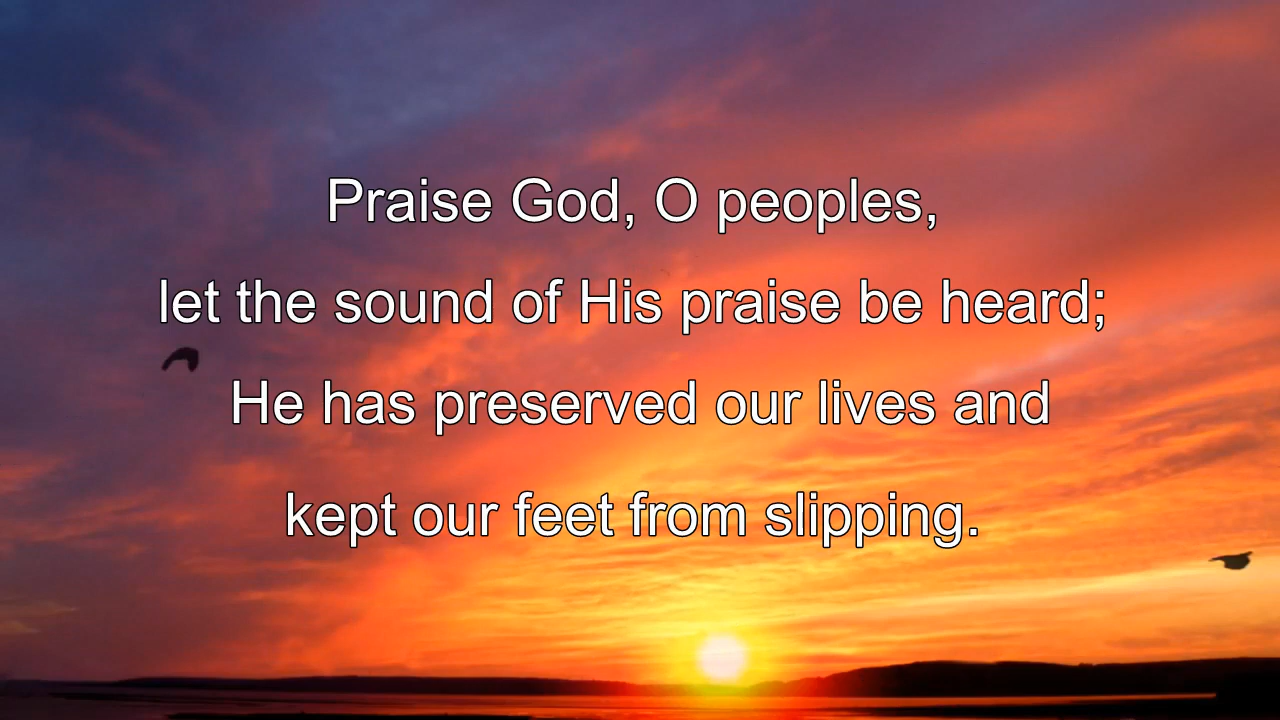 Praise God, O peoples,
let the sound of His praise be heard;
He has preserved our lives and
kept our feet from slipping.